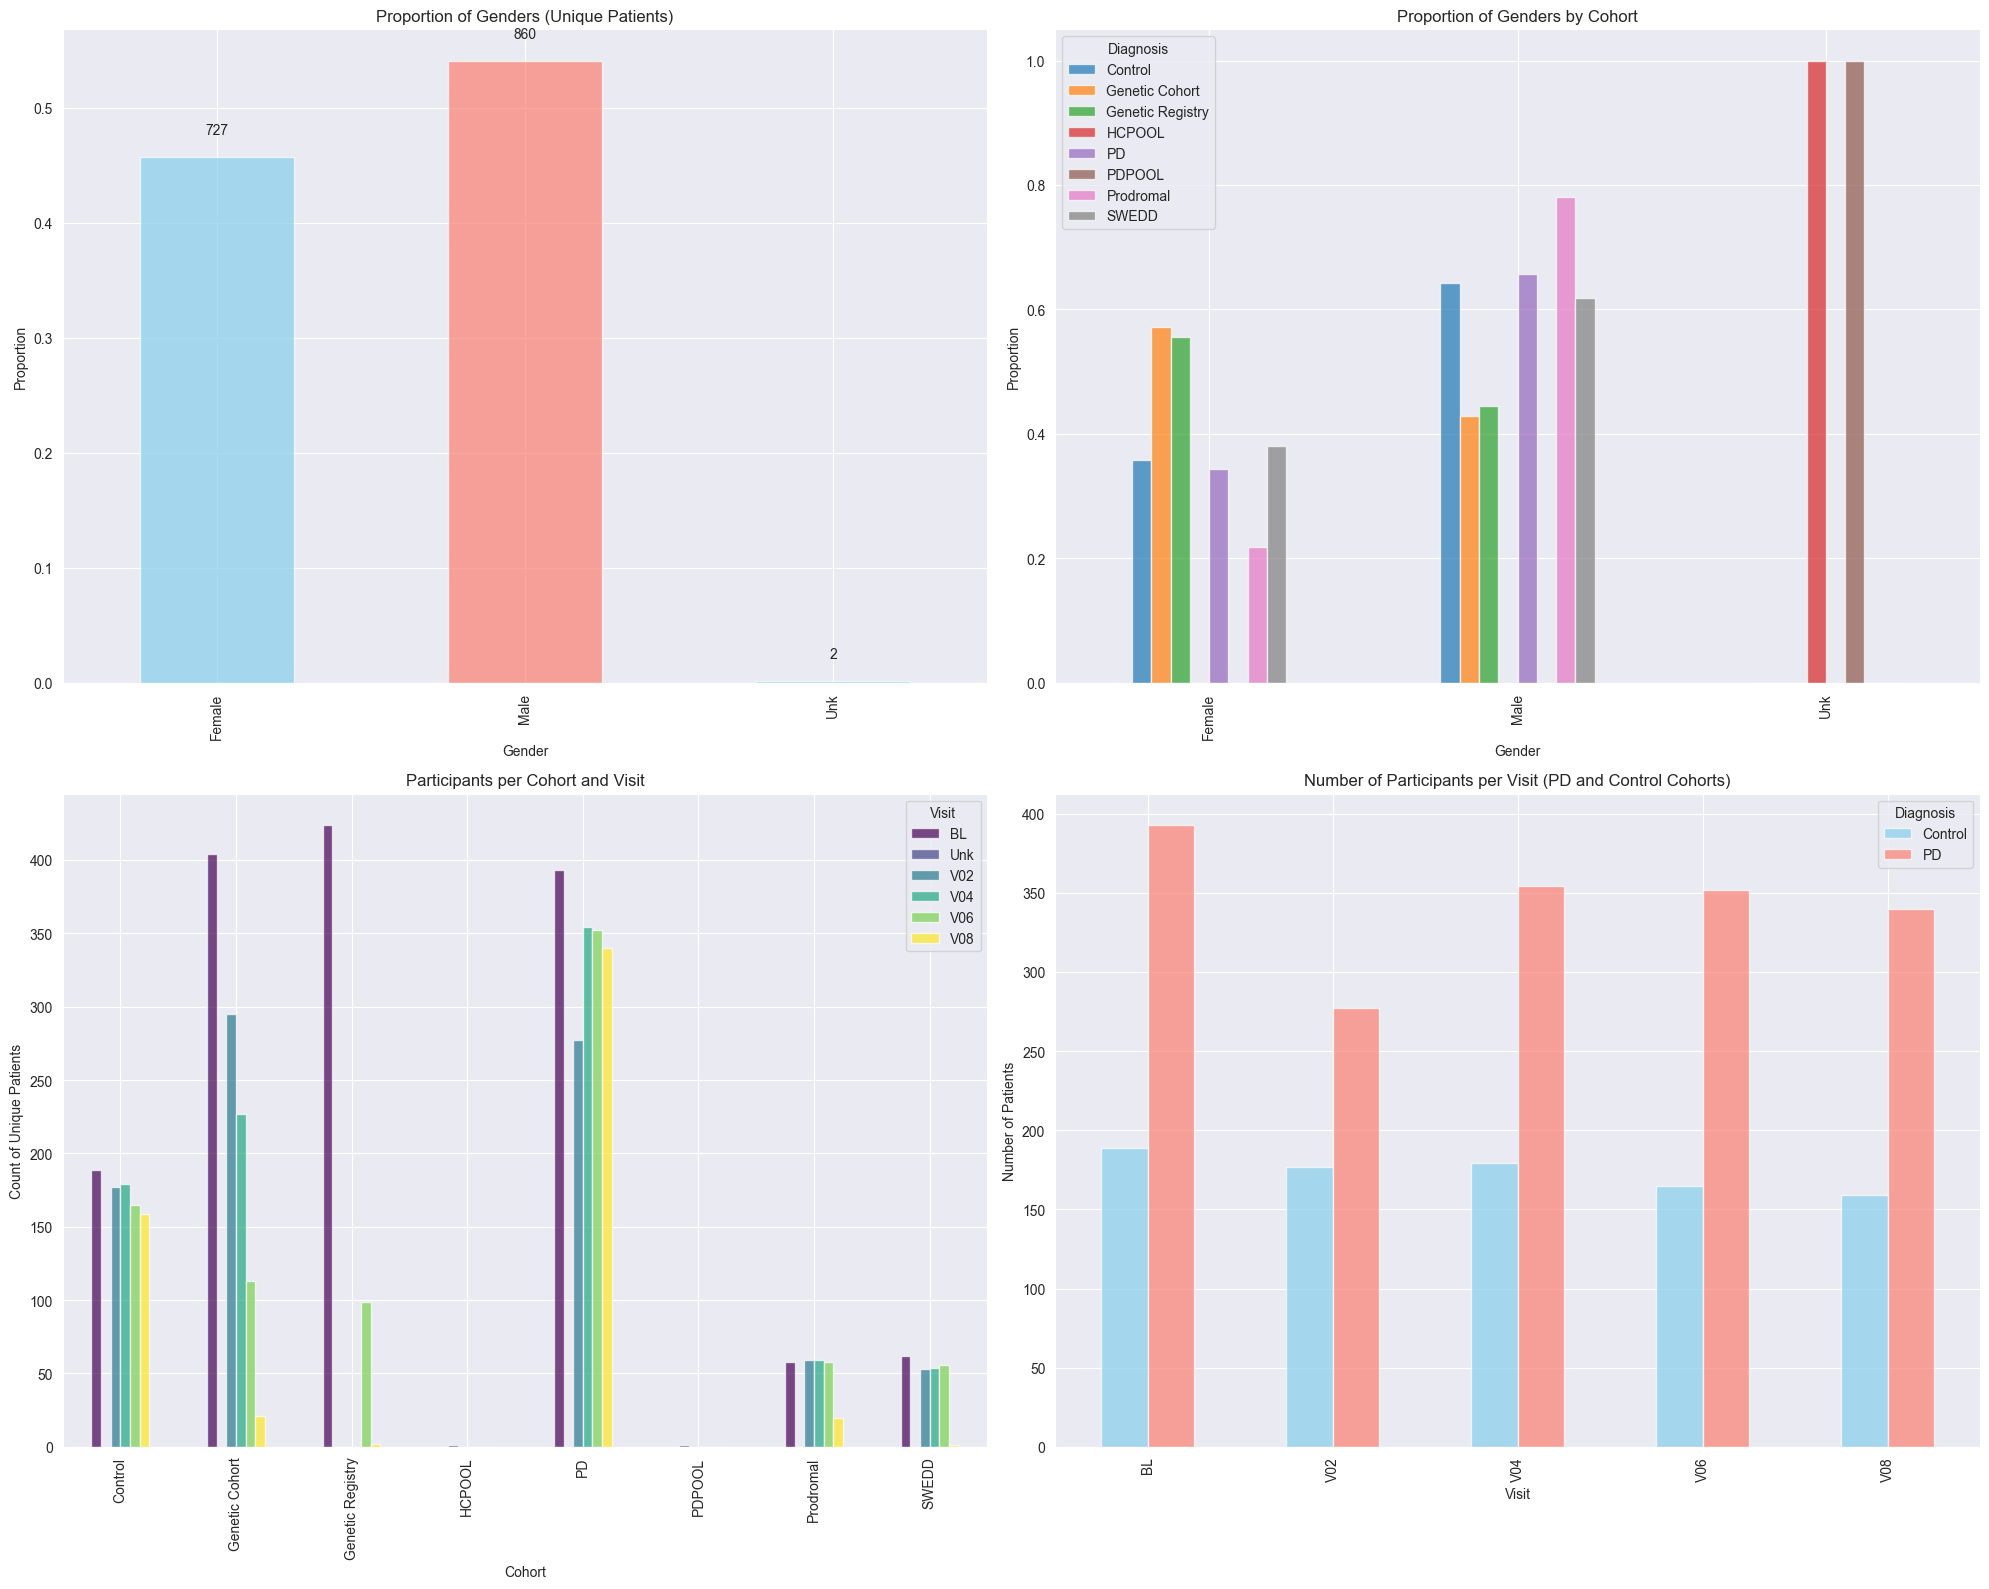 Proportion of Genders (Unique Patients)
860
727
2
0.5
0.4
0.3
0.2
0.1
0.0
Proportion
Female
Male
Unk
Gender
Proportion of Genders by Cohort
Diagnosis
Control
Genetic Cohort
Genetic Registry
HCPOOL
PD
PDPOOL
Prodromal
SWEDD
1.0
0.8
0.6
0.4
0.2
0.0
Proportion
Female
Male
Unk
Gender
Participants per Cohort and Visit
Visit
BL
Unk
V02
V04
V06
V08
400
350
300
250
200
150
100
50
0
Count of Unique Patients
Control
Genetic Cohort
Genetic Registry
HCPOOL
PD
PDPOOL
Prodromal
SWEDD
Cohort
Number of Participants per Visit (PD and Control Cohorts)
Diagnosis
Control
PD
400
350
300
250
200
150
100
50
0
Number of Patients
BL
V02
V04
V06
V08
Visit